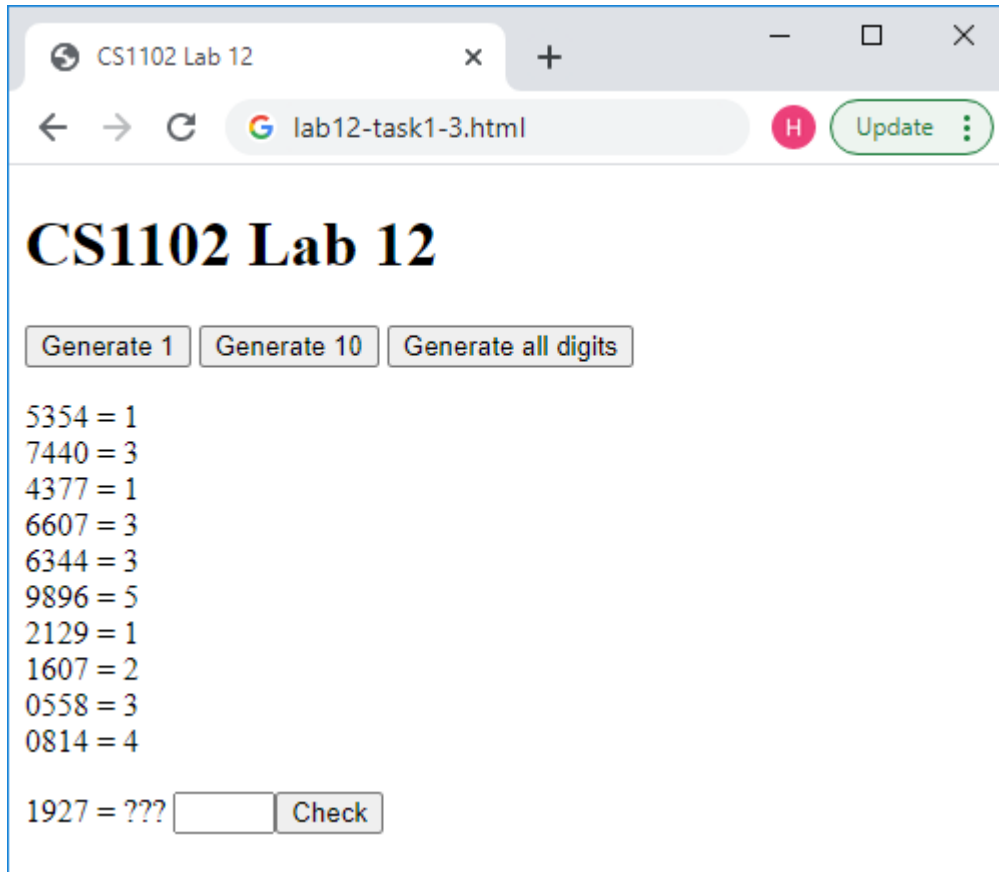 CS1102 Lab 12
G lab12-task1-3.html H Update
CS1102 Lab 12
Generate 1 Generate 10 Generate all digits
5354 = 1
7440 = 3
4377 = 1
6607 = 3
6344 = 3
9896 = 5
2129 = 1
1607 = 2
0558 = 3
0814 = 4
1927 = ??? Check